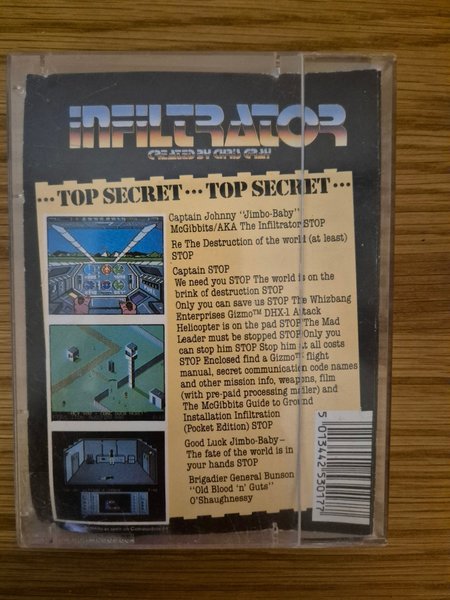 INFILTRATOR
CREATED BY CHRIS GRAY
... TOP SECRET ... TOP SECRET ...
Captain Johnny "Jimbo-Baby"
McGibbits/AKA The Infiltrator STOP
Re The Destruction of the world (at least)
STOP
Captain STOP
We need you STOP The world is on the
brink of destruction STOP
Only you can save us STOP The Whizbang
Enterprises Gizmo™ DHX-1 Attack
Helicopter is on the pad STOP The Mad
Leader must be stopped STOP Only you
can stop him STOP Stop him at all costs
STOP Enclosed find a Gizmo™ flight
manual, secret communication code names
and other mission info, weapons, film
(with pre-paid processing mailer) and
The McGibbits Guide to Ground
Installation Infiltration
(Pocket Edition) STOP
Good Luck Jimbo-Baby—
The fate of the world is in
your hands STOP
Brigadier General Bunson
"Old Blood 'n' Guts"
O'Shaughnessy
5 013442 530177